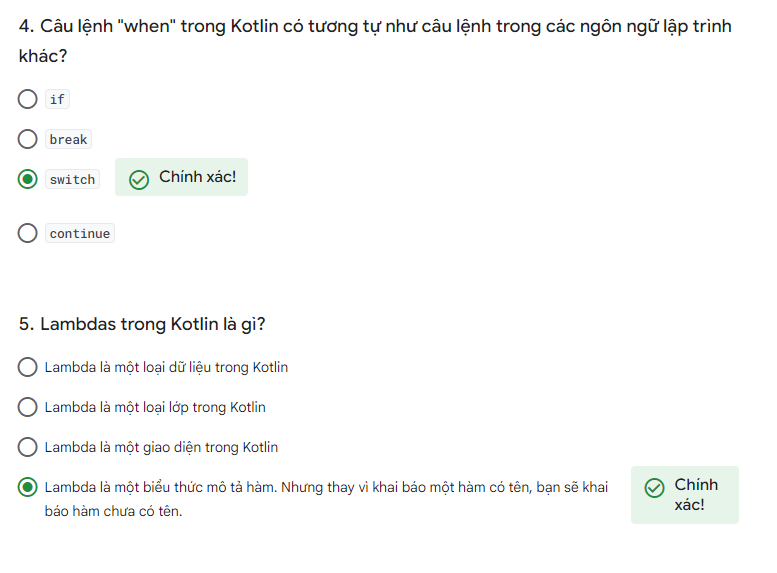 4. Câu lệnh "when" trong Kotlin có tương tự như câu lệnh trong các ngôn ngữ lập trình
khác?
if
break
switch
Chính xác!
continue
5. Lambdas trong Kotlin là gì?
Lambda là một loại dữ liệu trong Kotlin
Lambda là một loại lớp trong Kotlin
Lambda là một giao diện trong Kotlin
Lambda là một biểu thức mô tả hàm. Nhưng thay vì khai báo một hàm có tên, bạn sẽ khai
báo hàm chưa có tên.
Chính
xác!